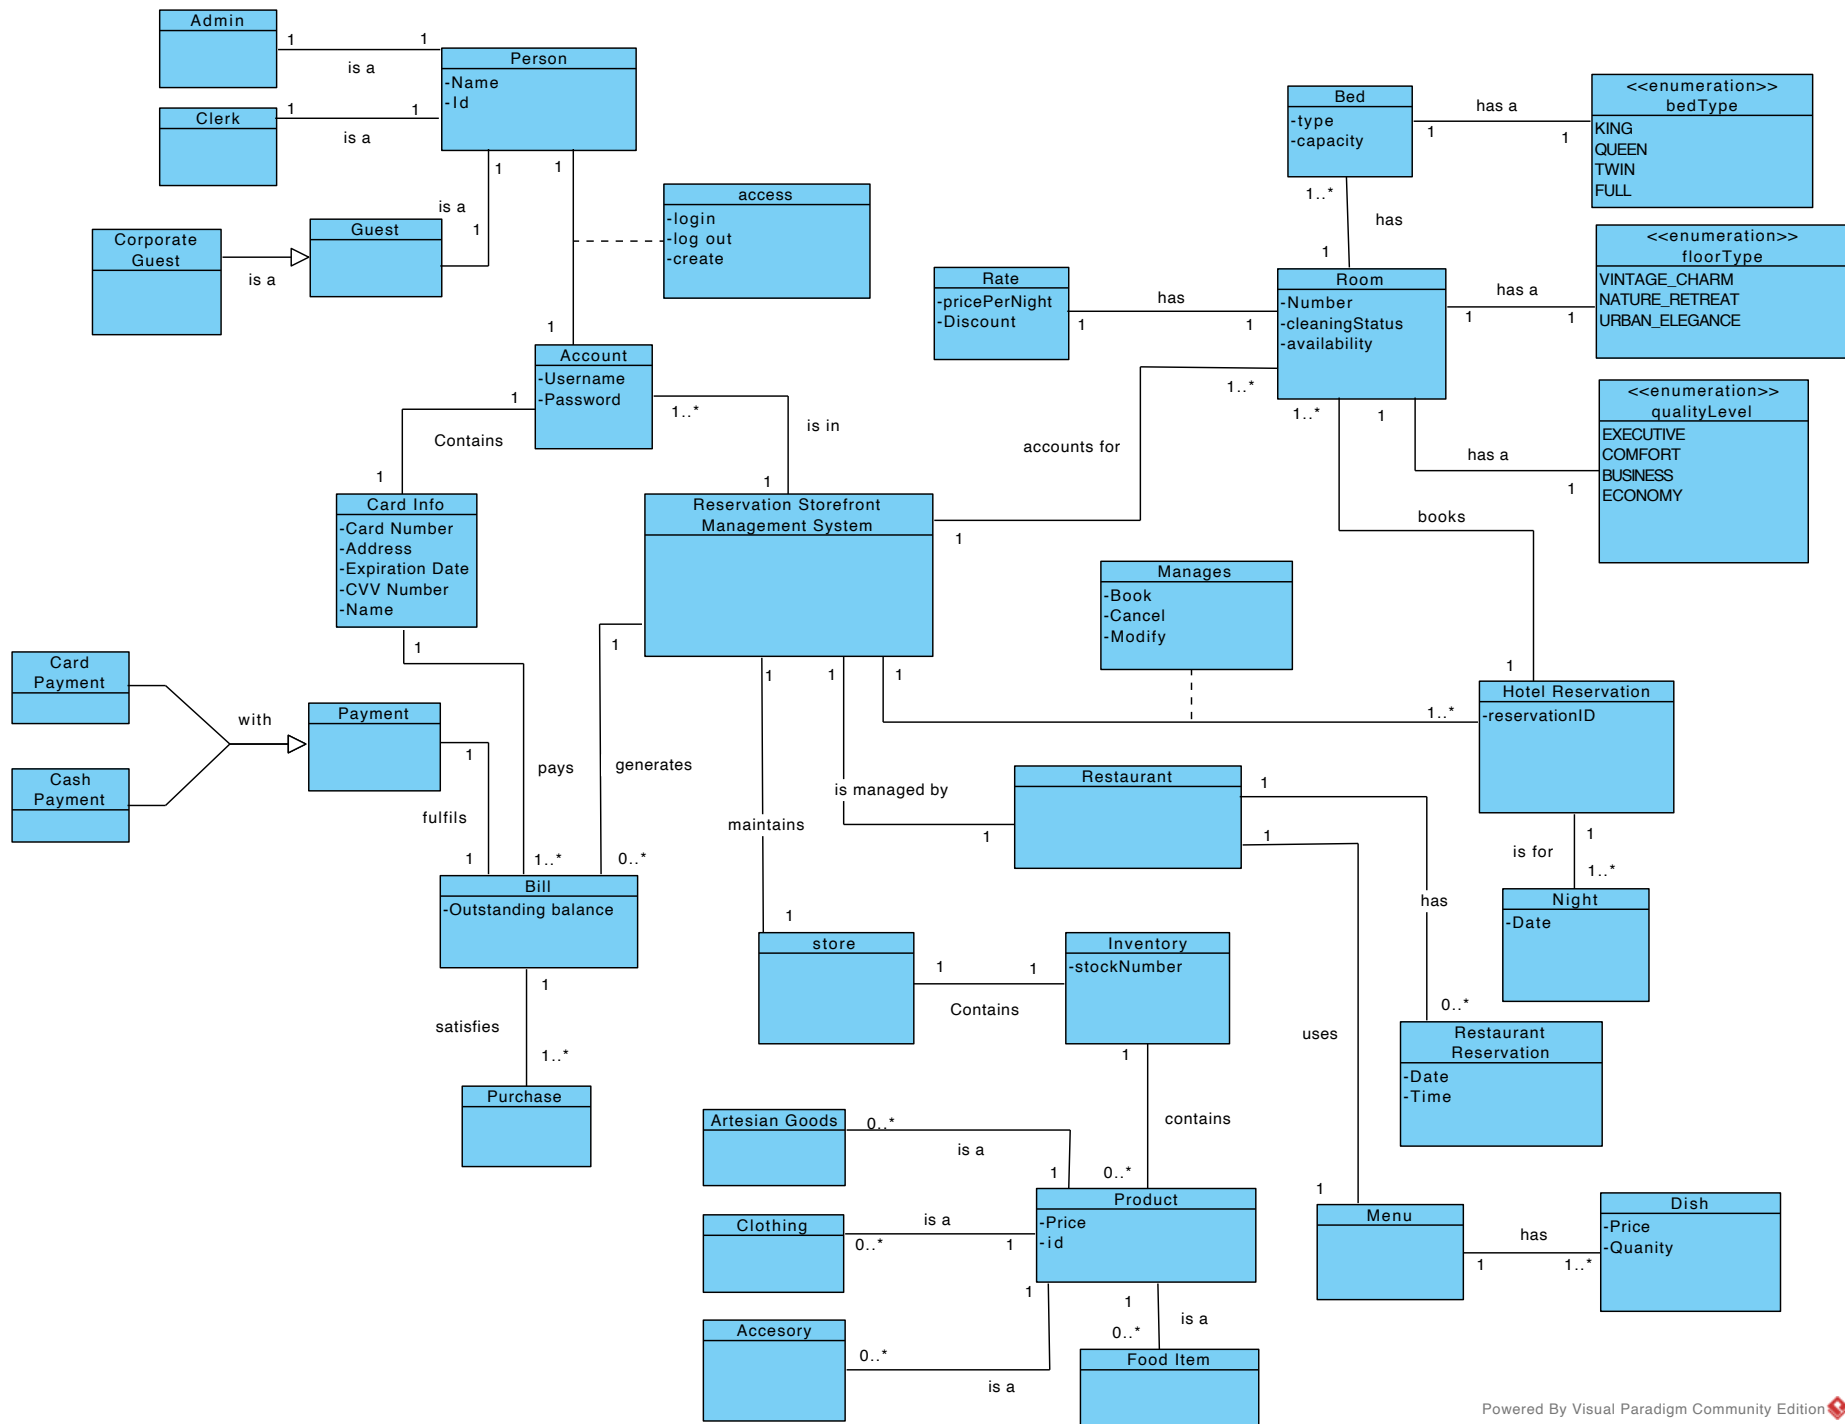 Admin
1
1
is a
Person
-Name
-Id
Clerk
1
1
is a
1
1
is a
1
Corporate
Guest
is a
Guest
access
-login
-log out
-create
1
Account
-Username
-Password
1
Contains
1
1..*
is in
1
Bed
-type
-capacity
has a
1
1
<<enumeration>>
bedType
KING
QUEEN
TWIN
FULL
1..*
has
1
<<enumeration>>
floorType
VINTAGE_CHARM
NATURE_RETREAT
URBAN_ELEGANCE
Rate
-pricePerNight
-Discount
has
1
1
Room
-Number
-cleaningStatus
-availability
has a
1
1
1..*
1..*
1
accounts for
<<enumeration>>
qualityLevel
EXECUTIVE
COMFORT
BUSINESS
ECONOMY
has a
1
books
Card Info
-Card Number
-Address
-Expiration Date
-CVV Number
-Name
Reservation Storefront
Management System
1
Manages
-Book
-Cancel
-Modify
1
1
1
1
1
1
Card
Payment
Cash
Payment
with
Payment
1
fulfils
pays
generates
1
1..*
0..*
maintains
is managed by
1
Restaurant
1
1
1..*
Hotel Reservation
-reservationID
1
is for
1..*
Night
-Date
Bill
-Outstanding balance
1
satisfies
1..*
Purchase
1
store
1
1
Contains
Inventory
-stockNumber
1
contains
0..*
has
0..*
Restaurant
Reservation
-Date
-Time
uses
1
Artesian Goods
0..*
is a
1
Clothing
is a
0..*
1
Product
-Price
-id
1
1
Accesory
0..*
is a
0..*
is a
Food Item
Menu
has
1
1..*
Dish
-Price
-Quanity
Powered By Visual Paradigm Community Edition